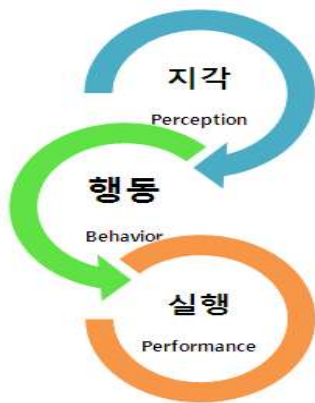 지각
Perception
행동
Behavior
실행
Performance